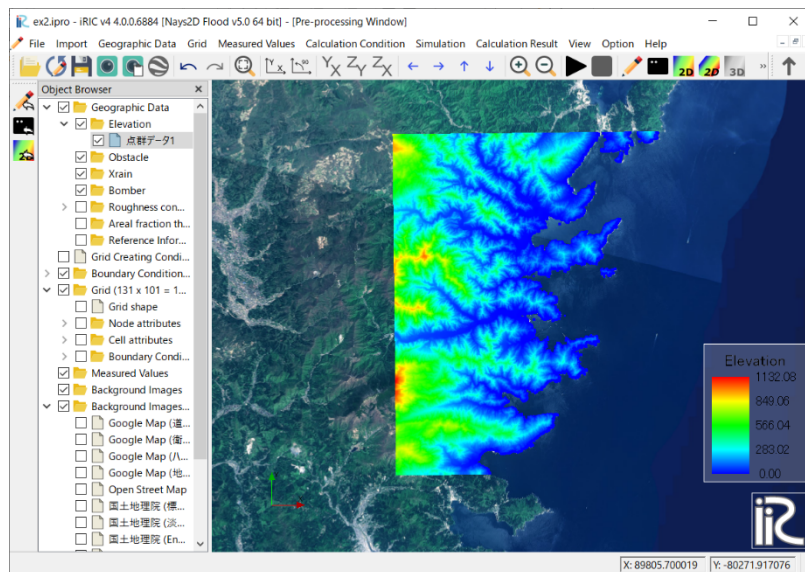 ex2.ipro - iRIC v4 4.0.0.6884 [Nays2D Flood v5.0 64 bit] - [Pre-processing Window]
File Import Geographic Data Grid Measured Values Calculation Condition Simulation Calculation Result View Option Help
2D 2D 3D »
Object Browser
Geographic Data
Elevation
点群データ1
Obstacle
Xrain
Bomber
Roughness con...
Areal fraction th...
Reference Infor...
Grid Creating Condi...
Boundary Condition...
Grid (131 x 101 = 1...
Grid shape
Node attributes
Cell attributes
Boundary Condi...
Measured Values
Background Images
Background Images...
Google Map (道...
Google Map (衛...
Google Map (ハ...
Google Map (地...
Open Street Map
国土地理院 (標...
国土地理院 (淡...
国土地理院 (En...
Elevation
1132.08
849.06
566.04
283.02
0.00
iRIC
X: 89805.700019 Y: -80271.917076